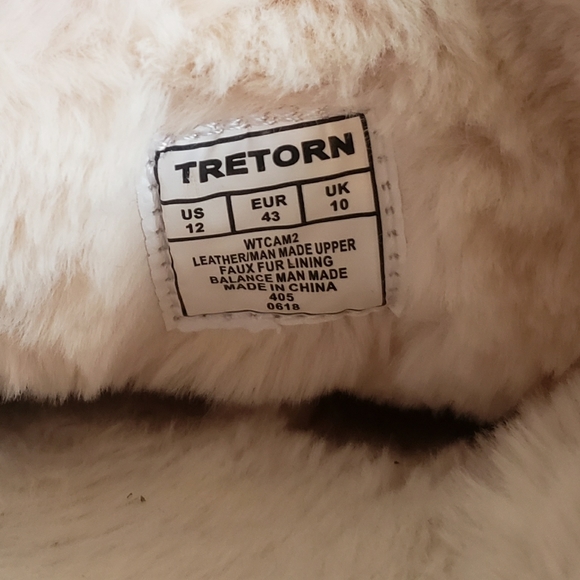 TRETORN
US EUR UK
12 43 10
WTCAM2
LEATHER/MAN MADE UPPER
FAUX FUR LINING
BALANCE MAN MADE
MADE IN CHINA
405
0618